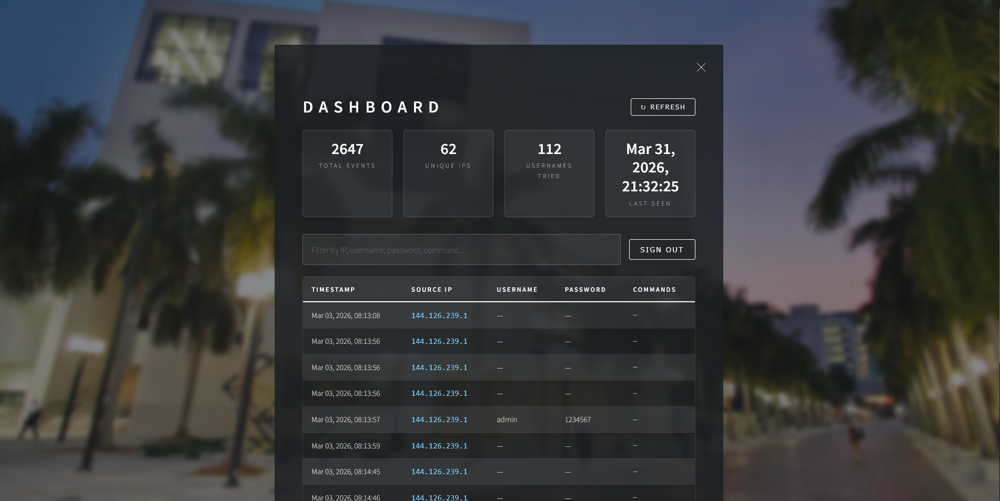 DASHBOARD
↻ REFRESH
2647
TOTAL EVENTS
62
UNIQUE IPS
112
USERNAMES
TRIED
Mar 31,
2026,
21:32:25
LAST SEEN
Filter by IP, username, password, command…
SIGN OUT
TIMESTAMP SOURCE IP USERNAME PASSWORD COMMANDS
Mar 03, 2026, 08:13:08 144.126.239.1 — — —
Mar 03, 2026, 08:13:56 144.126.239.1 — — —
Mar 03, 2026, 08:13:56 144.126.239.1 — — —
Mar 03, 2026, 08:13:56 144.126.239.1 — — —
Mar 03, 2026, 08:13:57 144.126.239.1 admin 1234567 —
Mar 03, 2026, 08:13:59 144.126.239.1 — — —
Mar 03, 2026, 08:14:45 144.126.239.1 — — —
Mar 03, 2026, 08:14:46 144.126.239.1 — — —